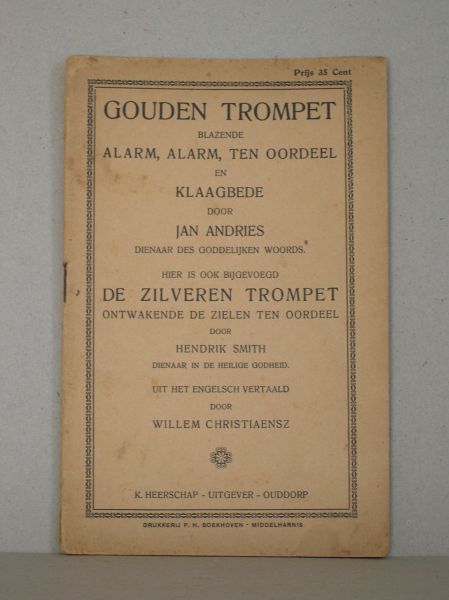 Prijs 35 Cent
GOUDEN TROMPET
BLAZENDE
ALARM, ALARM, TEN OORDEEL
EN
KLAAGBEDE
DOOR
JAN ANDRIES
DIENAAR DES GODDELIJKEN WOORDS.
HIER IS OOK BIJGEVOEGD
DE ZILVEREN TROMPET
ONTWAKENDE DE ZIELEN TEN OORDEEL
DOOR
HENDRIK SMITH
DIENAAR IN DE HEILIGE GODHEID.
UIT HET ENGELSCH VERTAALD
DOOR
WILLEM CHRISTIAENSZ
K. HEERSCHAP - UITGEVER - OUDDORP
DRUKKERIJ P. H. BOEKHOVEN - MIDDELHARNIS